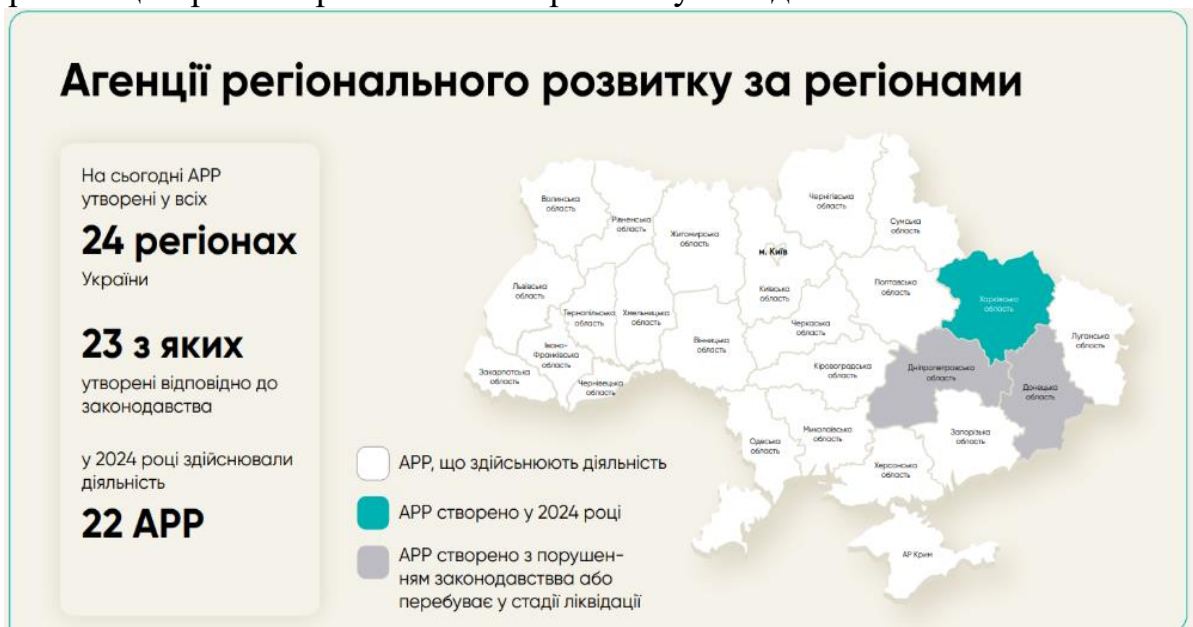 Агенції регіонального розвитку за регіонами
На сьогодні АРР
утворені у всіх
24 регіонах
України
23 з яких
утворені відповідно до
законодавства
у 2024 році здійснювали
діяльність
22 АРР
Волинська
область
Рівненська
область
Житомирська
область
м. Київ
Чернігівська
область
Сумська
область
Львівська
область
Тернопільська
область
Хмельницька
область
Київська
область
Полтавська
область
Харківська
область
Луганська
область
Івано-
Франківська
область
Вінницька
область
Черкаська
область
Закарпатська
область
Чернівецька
область
Кіровоградська
область
Дніпропетровська
область
Донецька
область
Одеська
область
Миколаївська
область
Запорізька
область
Херсонська
область
АР Крим
АРР, що здійсьнюють діяльність
АРР створено у 2024 році
АРР створено з порушен-
ням законодавствва або
перебуває у стадії ліквідації